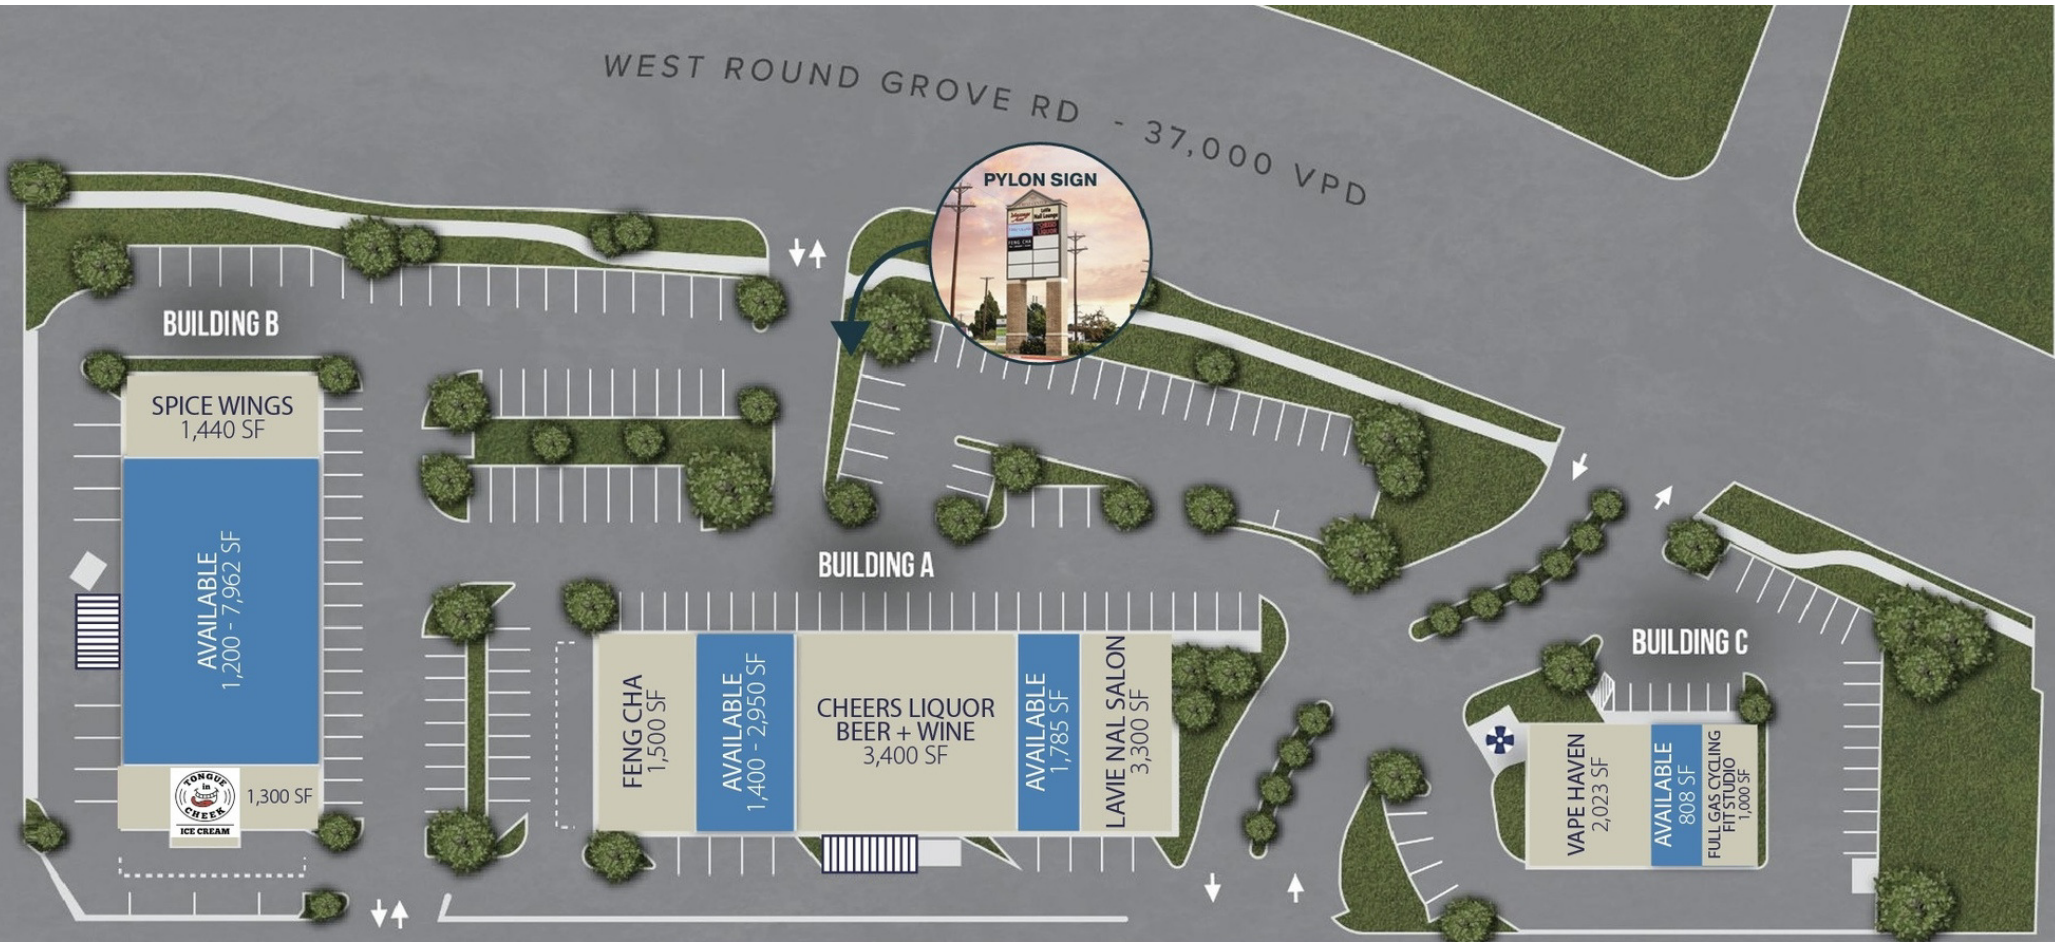 WEST ROUND GROVE RD - 37,000 VPD
PYLON SIGN
FENG CHA
BUILDING B
SPICE WINGS
1,440 SF
AVAILABLE
1,200 - 7,962 SF
TONGUE
in
CHEEK
ICE CREAM
1,300 SF
BUILDING A
FENG CHA
1,500 SF
AVAILABLE
1,400 - 2,950 SF
CHEERS LIQUOR
BEER + WINE
3,400 SF
AVAILABLE
1,785 SF
LAVIE NAL SALON
3,300 SF
BUILDING C
VAPE HAVEN
2,023 SF
AVAILABLE
808 SF
FULL GAS CYCLING
FIT STUDIO
1,000 SF